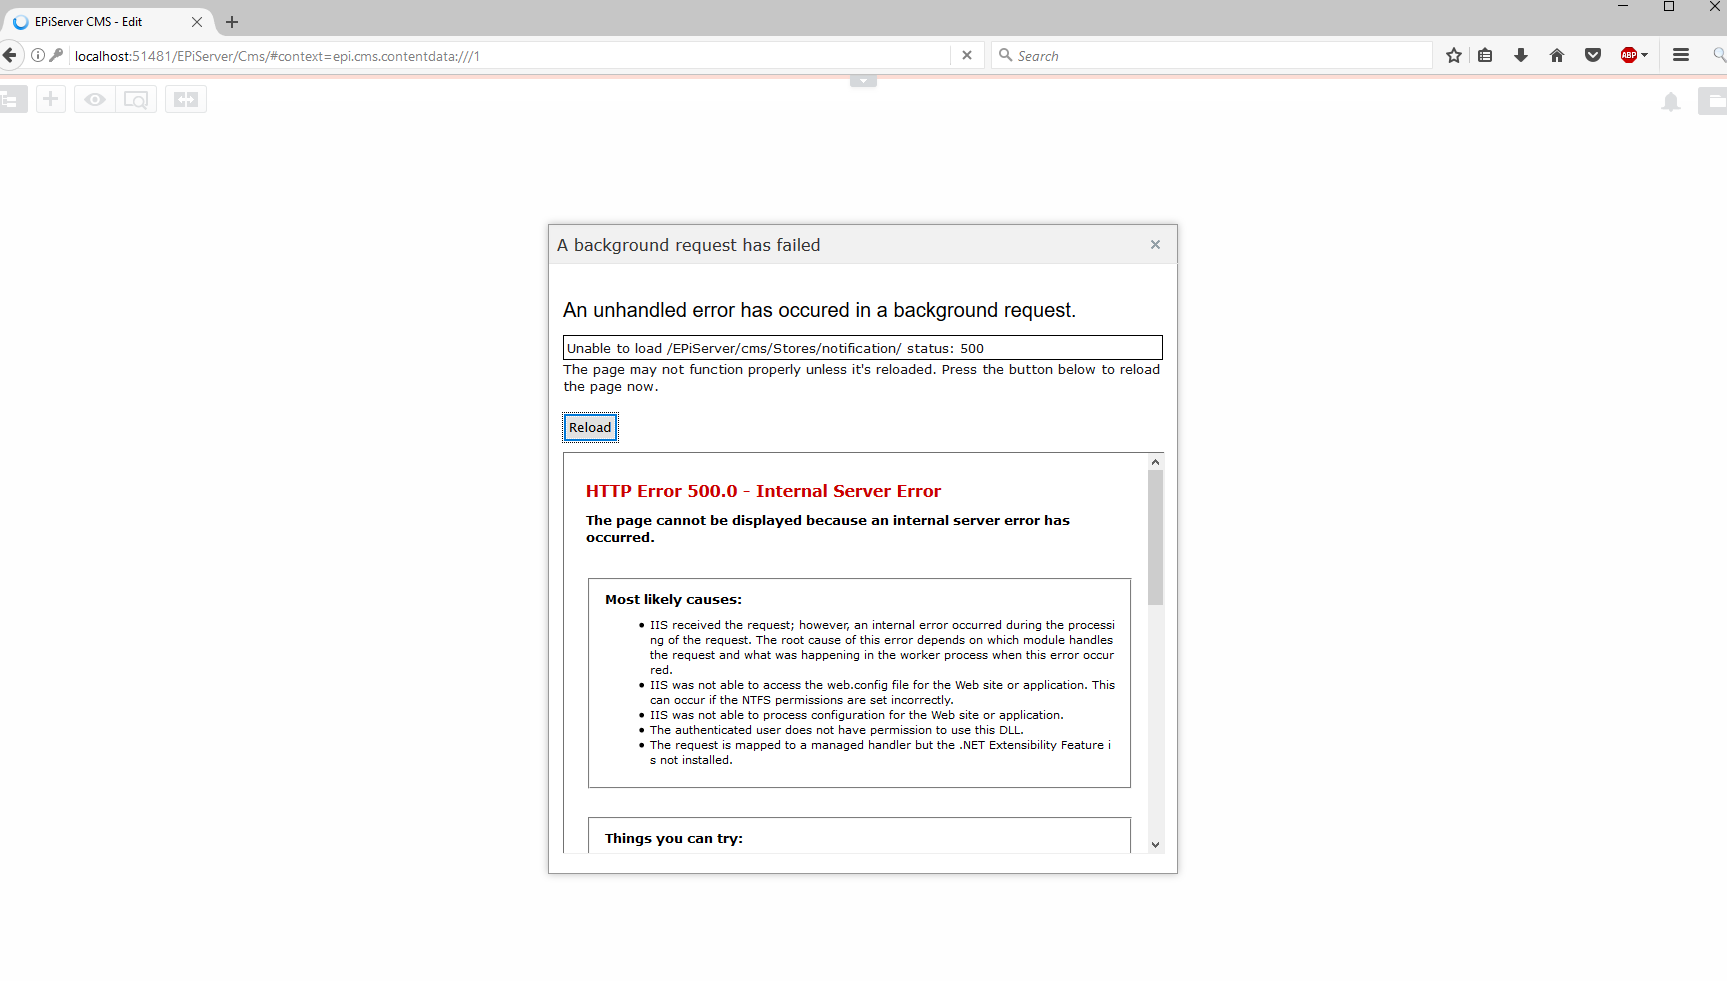 EPiServer CMS - Edit
localhost:51481/EPiServer/Cms/#context=epi.cms.contentdata:///1
Search
ABP
A background request has failed
An unhandled error has occured in a background request.
Unable to load /EPiServer/cms/Stores/notification/ status: 500
The page may not function properly unless it's reloaded. Press the button below to reload
the page now.
Reload
HTTP Error 500.0 - Internal Server Error
The page cannot be displayed because an internal server error has
occurred.
Most likely causes:
IIS received the request; however, an internal error occurred during the processi
ng of the request. The root cause of this error depends on which module handles
the request and what was happening in the worker process when this error occur
red.
IIS was not able to access the web.config file for the Web site or application. This
can occur if the NTFS permissions are set incorrectly.
IIS was not able to process configuration for the Web site or application.
The authenticated user does not have permission to use this DLL.
The request is mapped to a managed handler but the .NET Extensibility Feature i
s not installed.
Things you can try: